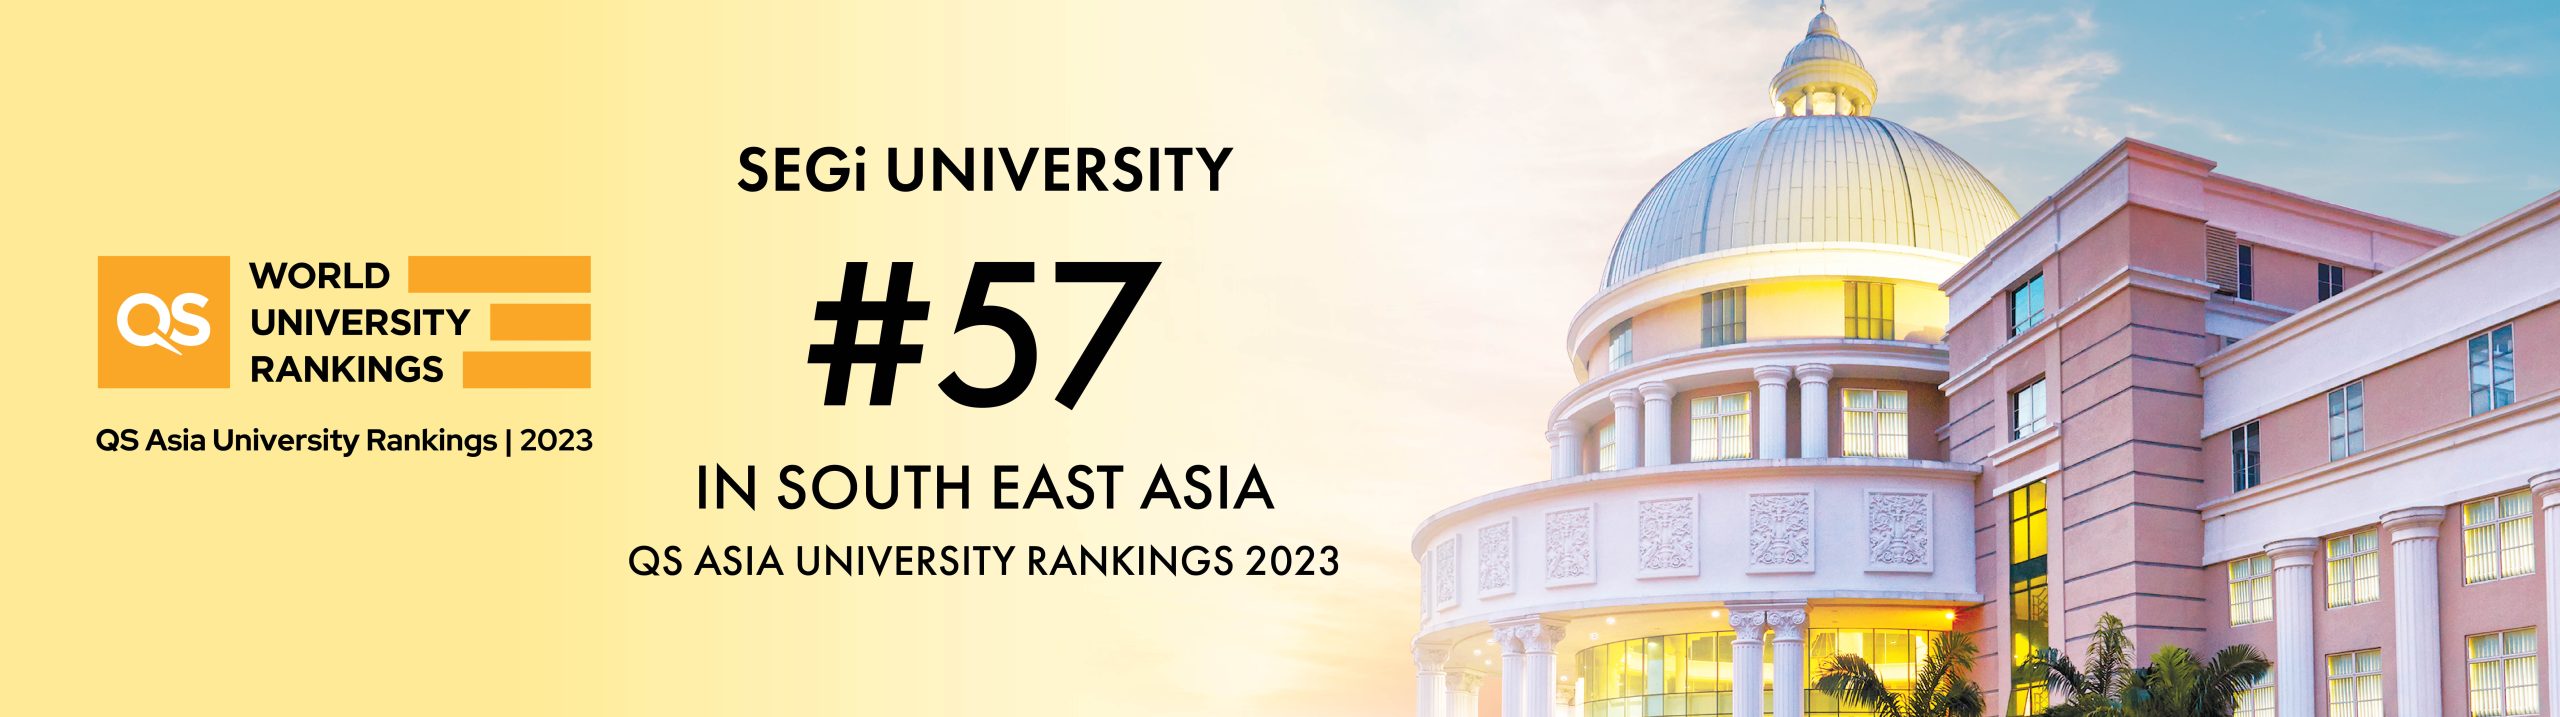 QS
WORLD
UNIVERSITY
RANKINGS
QS Asia University Rankings | 2023
SEGi UNIVERSITY
#57
IN SOUTH EAST ASIA
QS ASIA UNIVERSITY RANKINGS 2023